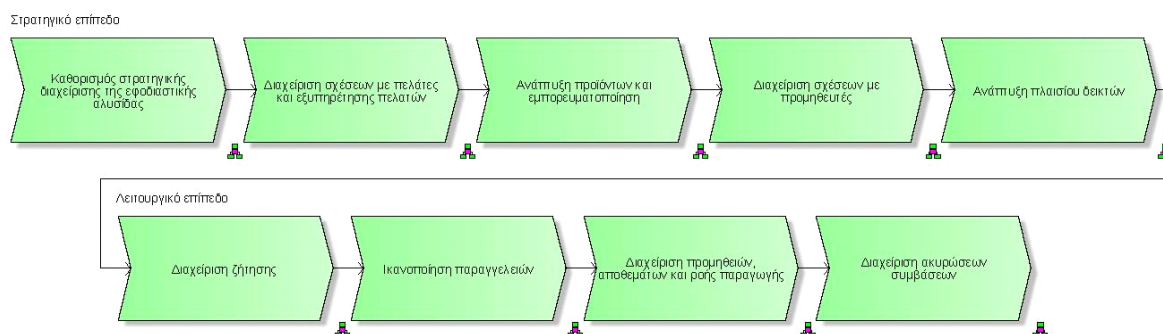 Στρατηγικό επίπεδο
Καθορισμός στρατηγικής
διαχείρισης της εφοδιαστικής
αλυσίδας
Διαχείριση σχέσεων με πελάτες
και εξυπηρέτησης πελατών
Ανάπτυξη προϊόντων και
εμπορευματοποίηση
Διαχείριση σχέσεων με
προμηθευτές
Ανάπτυξη πλαισίου δεικτών
Λειτουργικό επίπεδο
Διαχείριση ζήτησης
Ικανοποίηση παραγγελειών
Διαχείριση προμηθειών,
αποθεμάτων και ροής παραγωγής
Διαχείριση ακυρώσεων
συμβάσεων